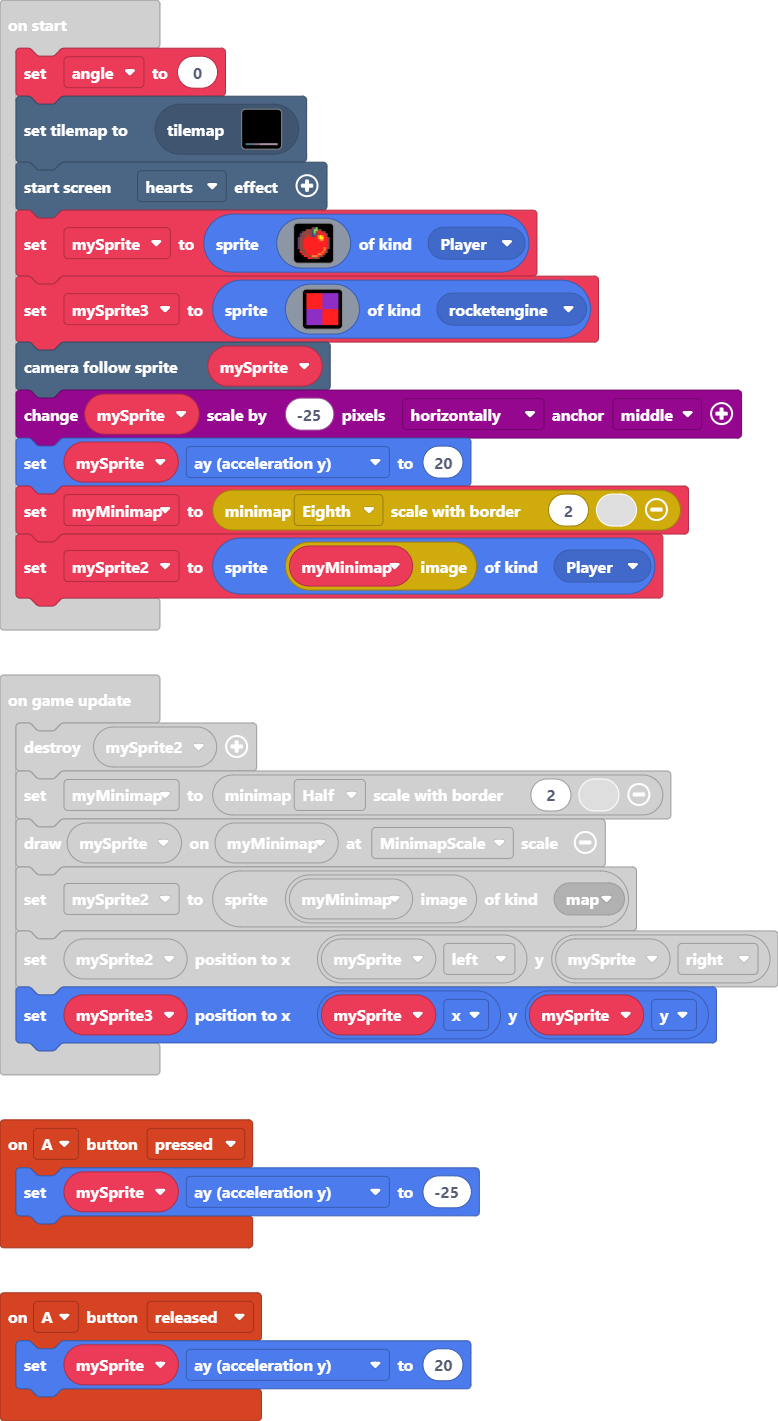 on start
set angle to 0
set tilemap to tilemap
start screen hearts effect
set mySprite to sprite of kind Player
set mySprite3 to sprite of kind rocketengine
camera follow sprite mySprite
change mySprite scale by -25 pixels horizontally anchor middle
set mySprite ay (acceleration y) to 20
set myMinimap to minimap Eighth scale with border 2
set mySprite2 to sprite myMinimap image of kind Player
on game update
destroy mySprite2
set myMinimap to minimap Half scale with border 2
draw mySprite on myMinimap at MinimapScale scale
set mySprite2 to sprite myMinimap image of kind map
set mySprite2 position to x mySprite left y mySprite right
set mySprite3 position to x mySprite x y mySprite y
on A button pressed
set mySprite ay (acceleration y) to -25
on A button released
set mySprite ay (acceleration y) to 20